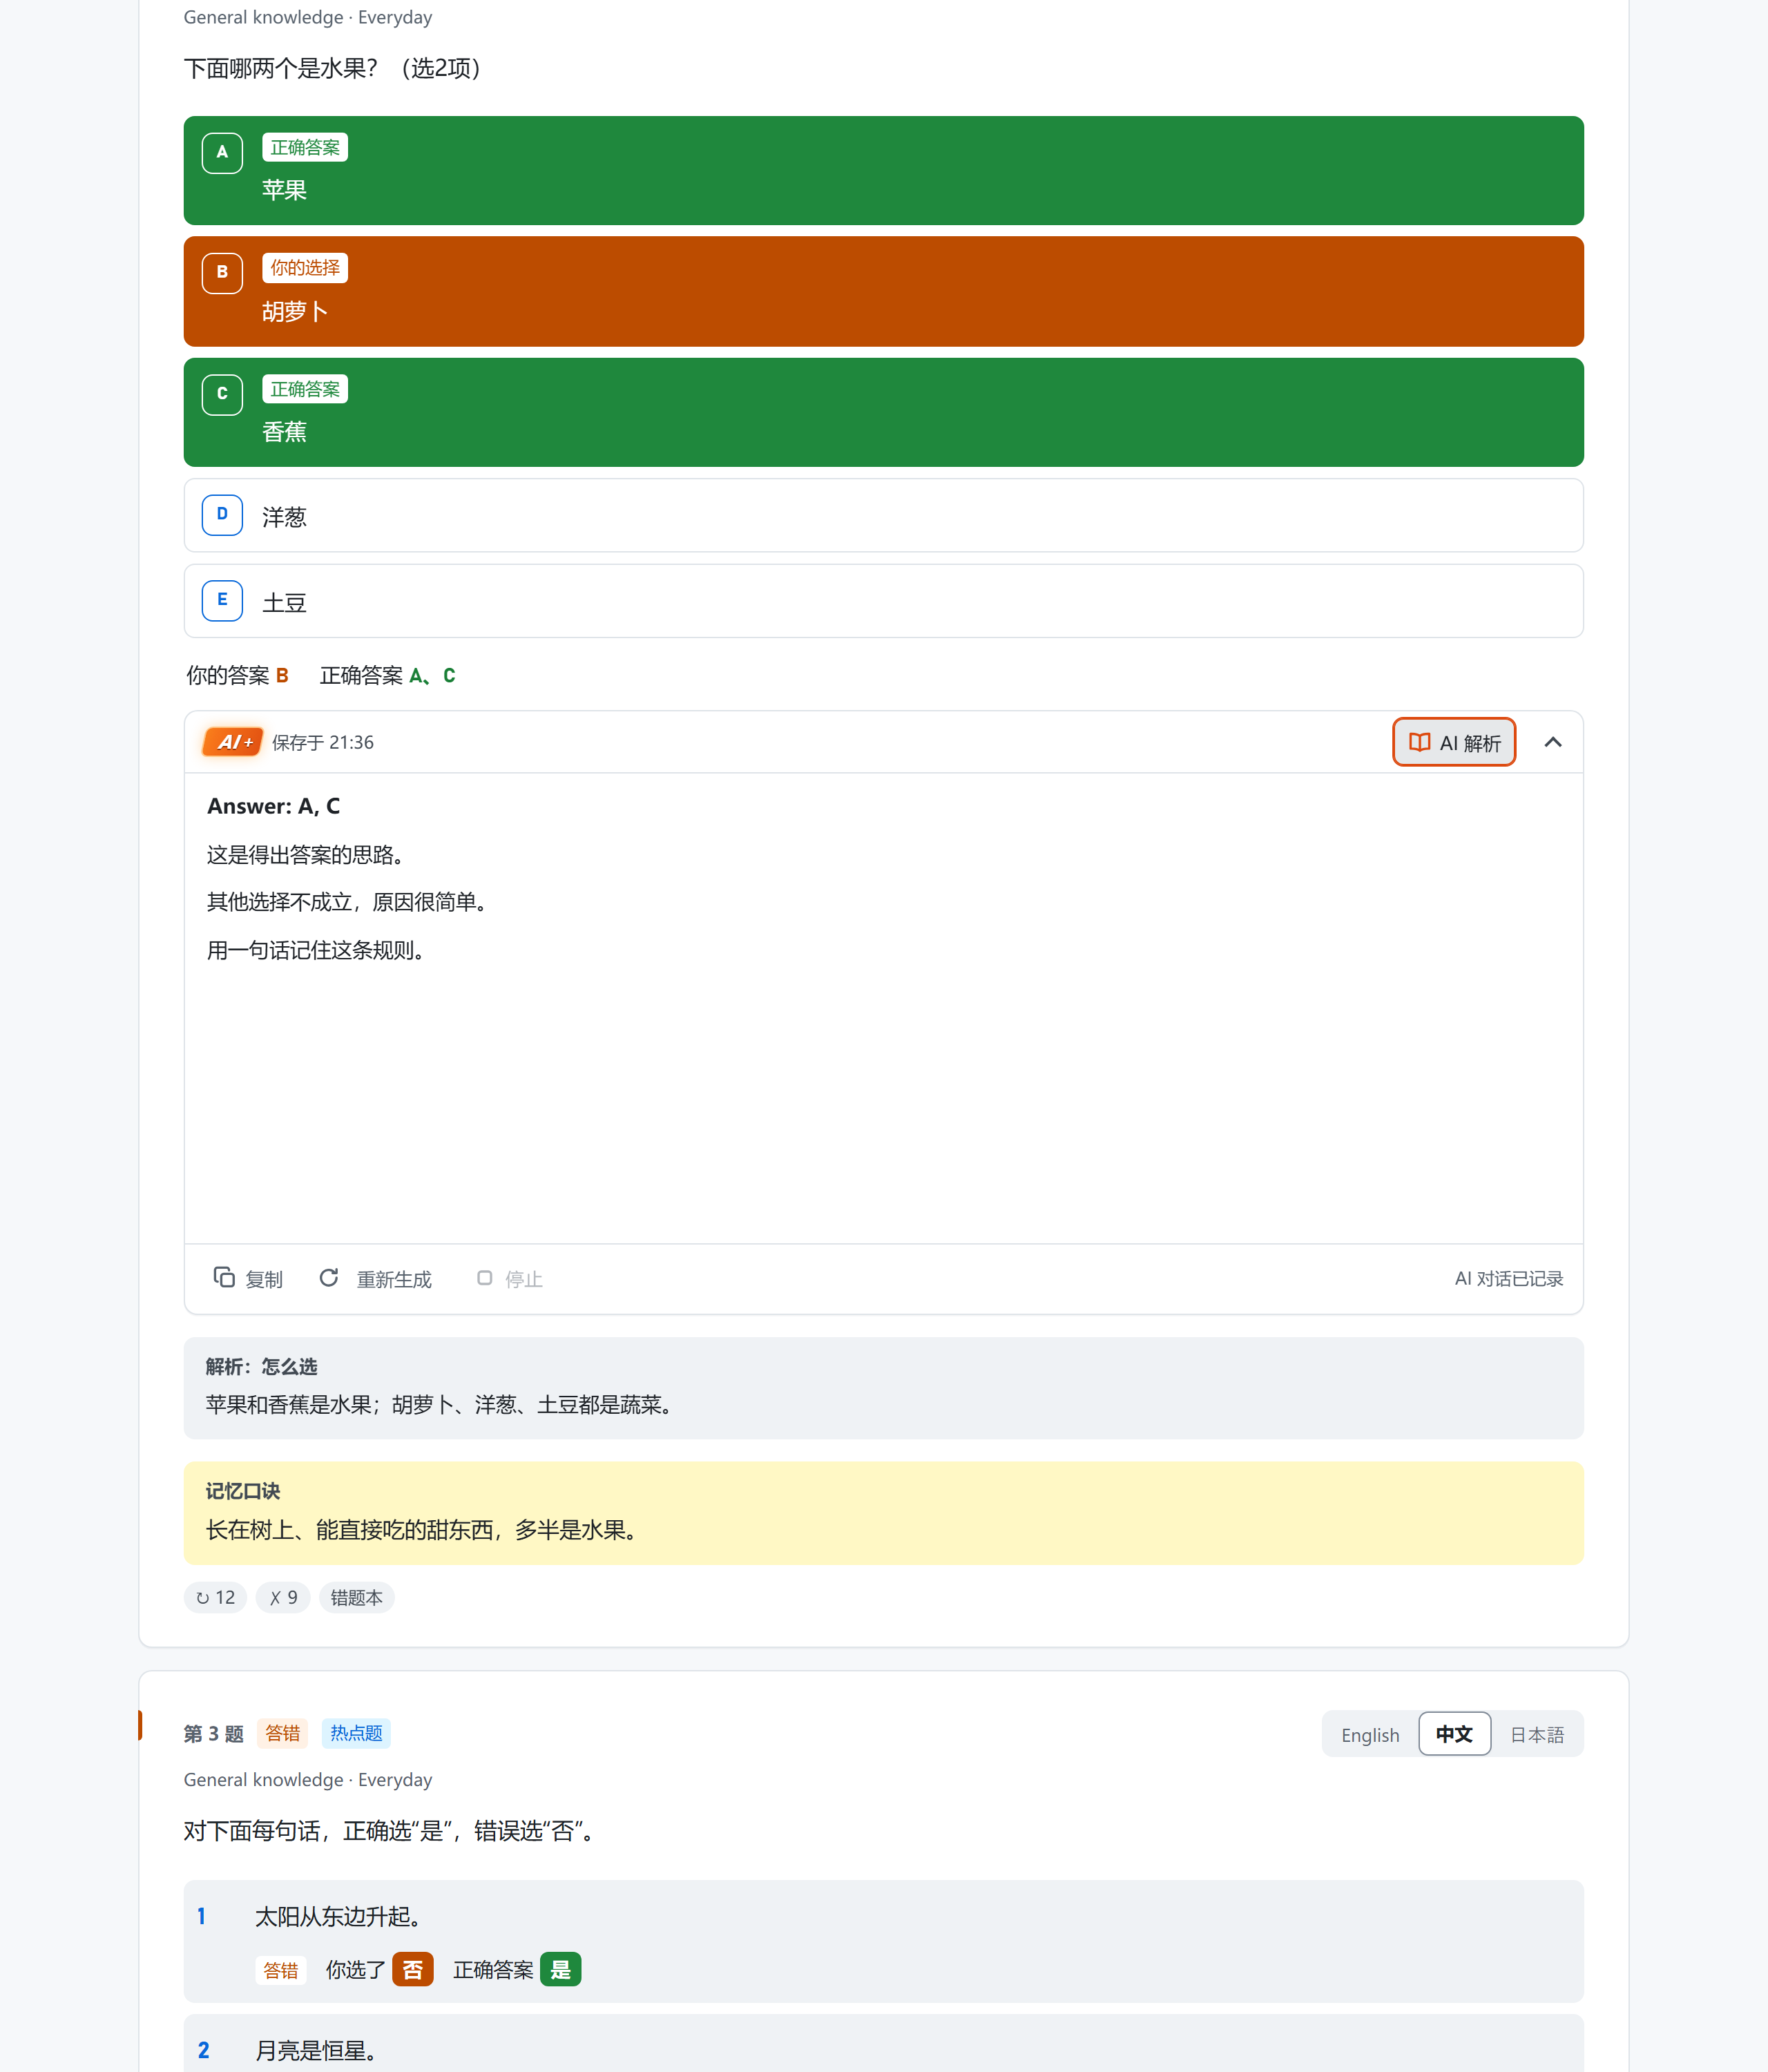 General knowledge · Everyday
下面哪两个是水果？（选2项）
A
正确答案
苹果
B
你的选择
胡萝卜
C
正确答案
香蕉
D
洋葱
E
土豆
你的答案 B 正确答案 A、C
AI+ 保存于 21:36 AI 解析
Answer: A, C
这是得出答案的思路。
其他选择不成立，原因很简单。
用一句话记住这条规则。
复制 重新生成 停止 AI 对话已记录
解析：怎么选
苹果和香蕉是水果；胡萝卜、洋葱、土豆都是蔬菜。
记忆口诀
长在树上、能直接吃的甜东西，多半是水果。
↻ 12 ✗ 9 错题本
第 3 题 答错 热点题 English 中文 日本語
General knowledge · Everyday
对下面每句话，正确选“是”，错误选“否”。
1 太阳从东边升起。
答错 你选了 否 正确答案 是
2 月亮是恒星。